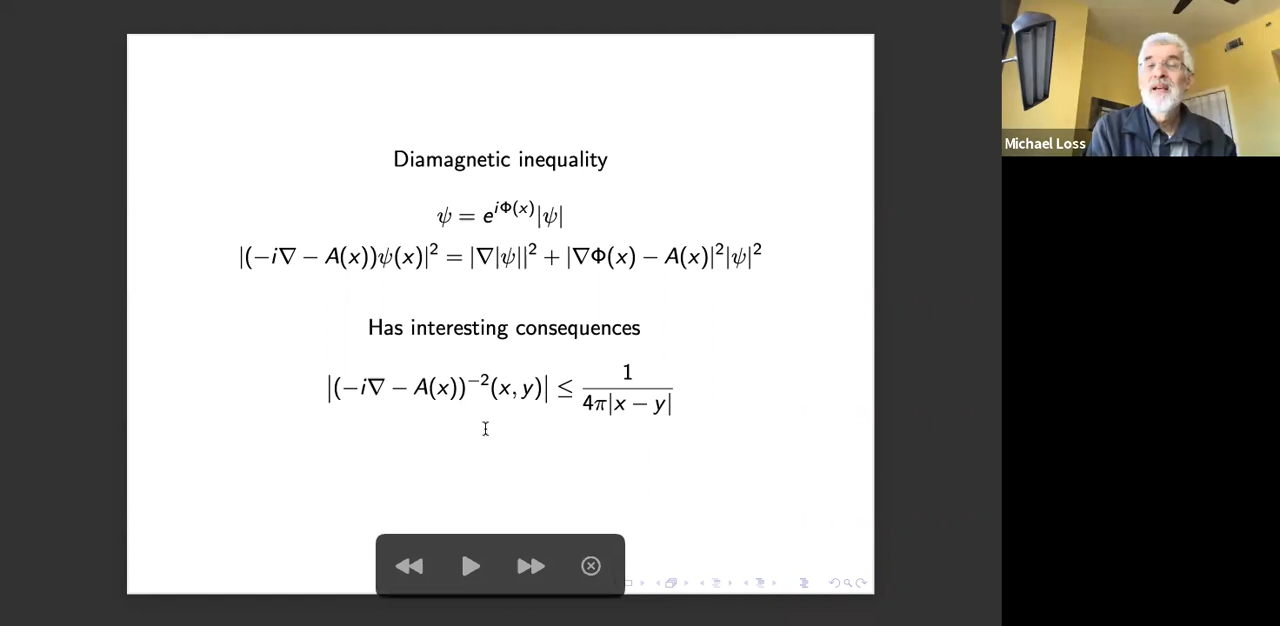 Diamagnetic inequality
ψ = e^{iΦ(x)}|ψ|
|(−i∇ − A(x))ψ(x)|² = |∇|ψ||² + |∇Φ(x) − A(x)|²|ψ|²
Has interesting consequences
|(−i∇ − A(x))⁻²(x, y)| ≤ 1 / 4π|x − y|
Michael Loss